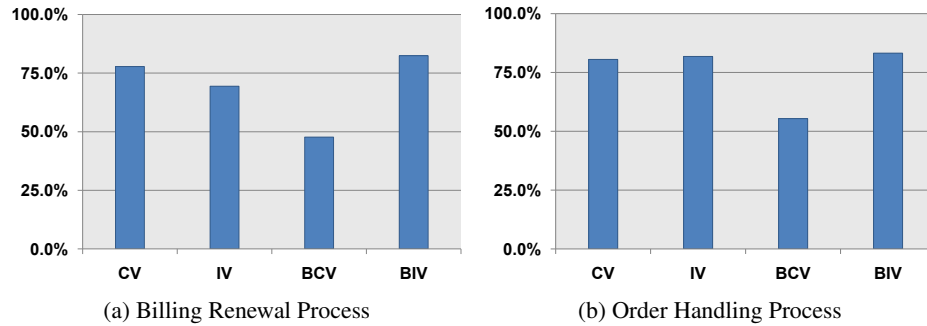 100.0%
75.0%
50.0%
25.0%
0.0%
CV IV BCV BIV
(a) Billing Renewal Process
100.0%
75.0%
50.0%
25.0%
0.0%
CV IV BCV BIV
(b) Order Handling Process